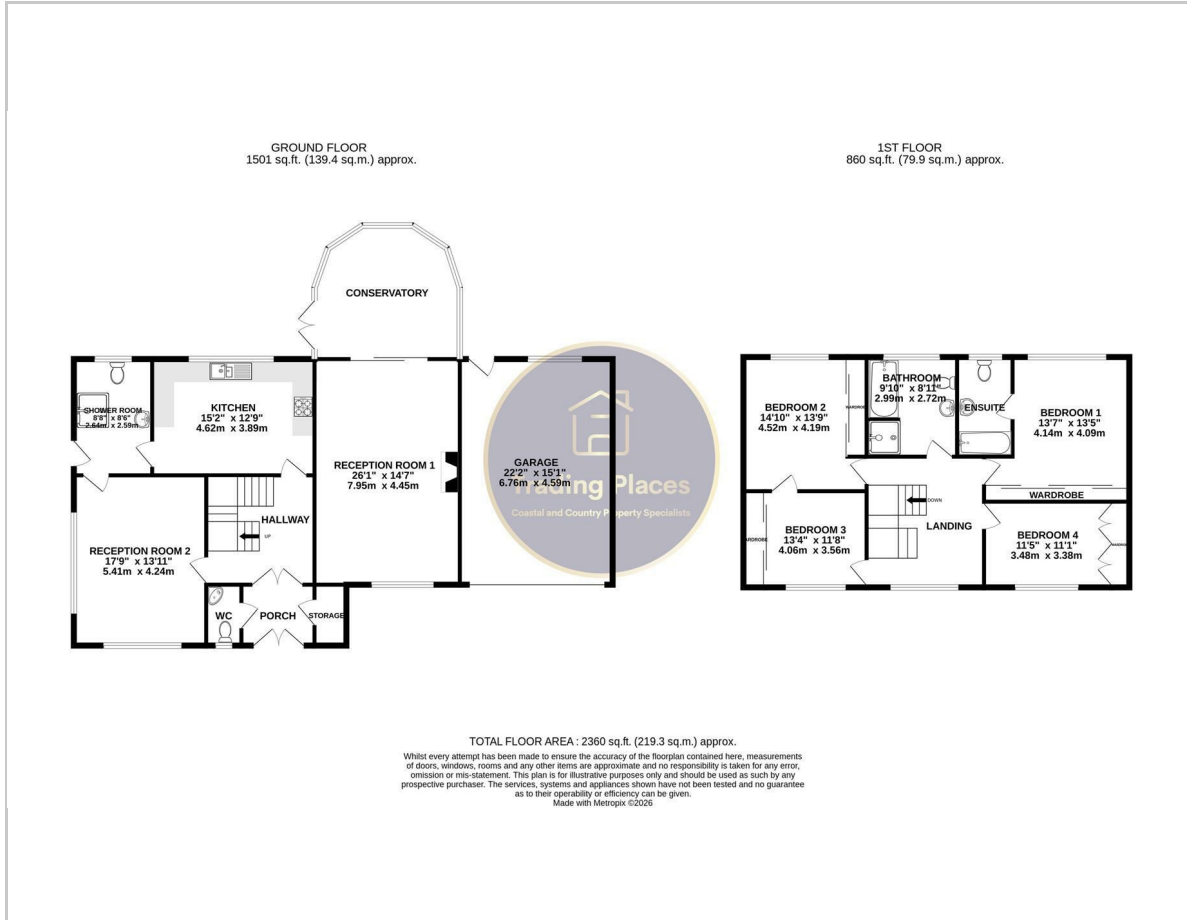 GROUND FLOOR
1501 sq.ft. (139.4 sq.m.) approx.
1ST FLOOR
860 sq.ft. (79.9 sq.m.) approx.
CONSERVATORY
SHOWER ROOM
8'8" x 8'6"
2.64m x 2.59m
KITCHEN
15'2" x 12'9"
4.62m x 3.89m
RECEPTION ROOM 1
26'1" x 14'7"
7.95m x 4.45m
GARAGE
22'2" x 15'1"
6.76m x 4.59m
Trading Places
Coastal and Country Property Specialists
HALLWAY
UP
RECEPTION ROOM 2
17'9" x 13'11"
5.41m x 4.24m
WC
PORCH
STORAGE
BEDROOM 2
14'10" x 13'9"
4.52m x 4.19m
WARDROBE
BATHROOM
9'10" x 8'11"
2.99m x 2.72m
ENSUITE
BEDROOM 1
13'7" x 13'5"
4.14m x 4.09m
WARDROBE
DOWN
LANDING
WARDROBE
BEDROOM 3
13'4" x 11'8"
4.06m x 3.56m
BEDROOM 4
11'5" x 11'1"
3.48m x 3.38m
TOTAL FLOOR AREA : 2360 sq.ft. (219.3 sq.m.) approx.
Whilst every attempt has been made to ensure the accuracy of the floorplan contained here, measurements
of doors, windows, rooms and any other items are approximate and no responsibility is taken for any error,
omission or mis-statement. This plan is for illustrative purposes only and should be used as such by any
prospective purchaser. The services, systems and appliances shown have not been tested and no guarantee
as to their operability or efficiency can be given.
Made with Metropix ©2026